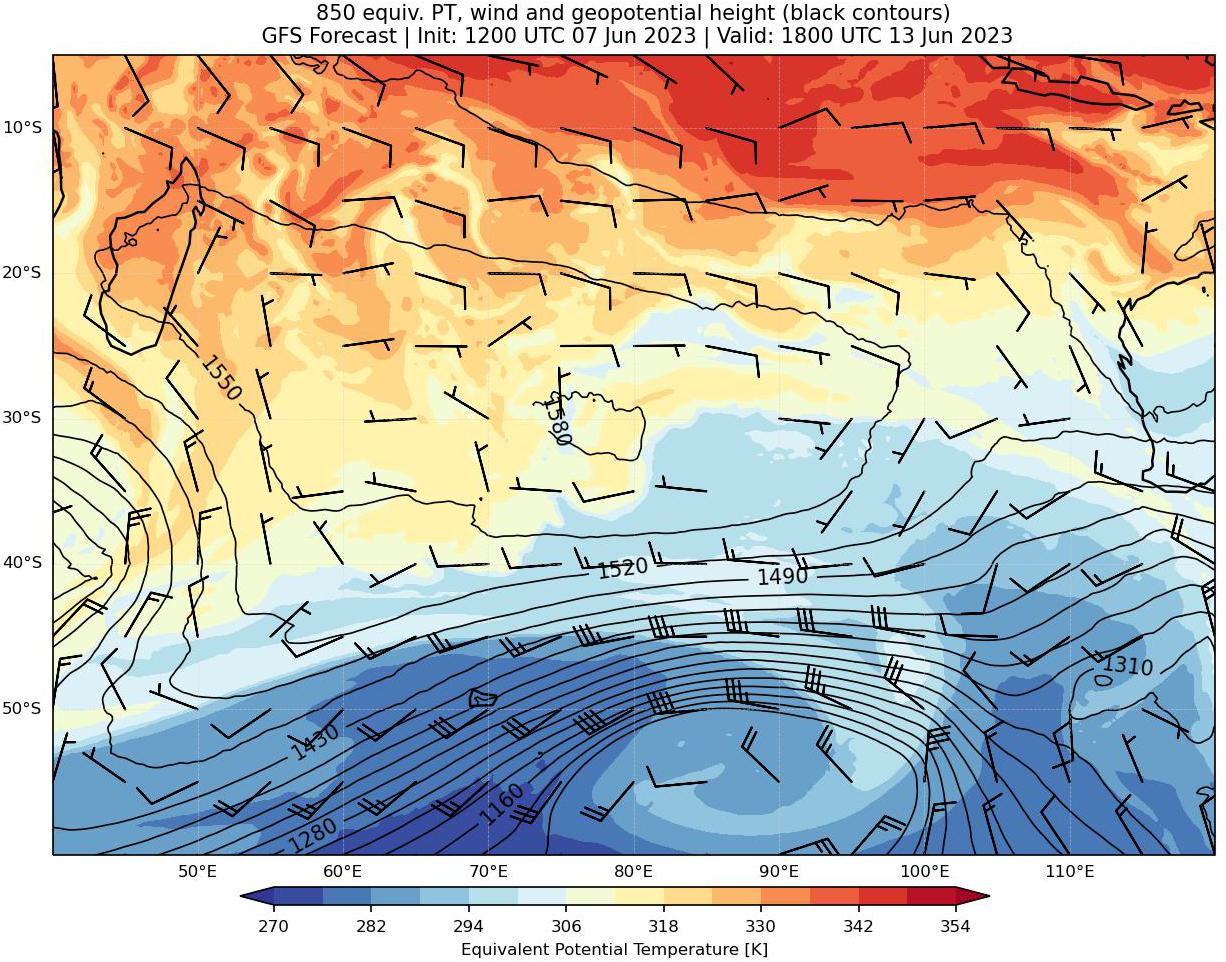 850 equiv. PT, wind and geopotential height (black contours)
GFS Forecast | Init: 1200 UTC 07 Jun 2023 | Valid: 1800 UTC 13 Jun 2023
10°S
20°S
1550
1580
30°S
40°S
1520
1490
1310
50°S
1430
1160
1280
50°E 60°E 70°E 80°E 90°E 100°E 110°E
270 282 294 306 318 330 342 354
Equivalent Potential Temperature [K]